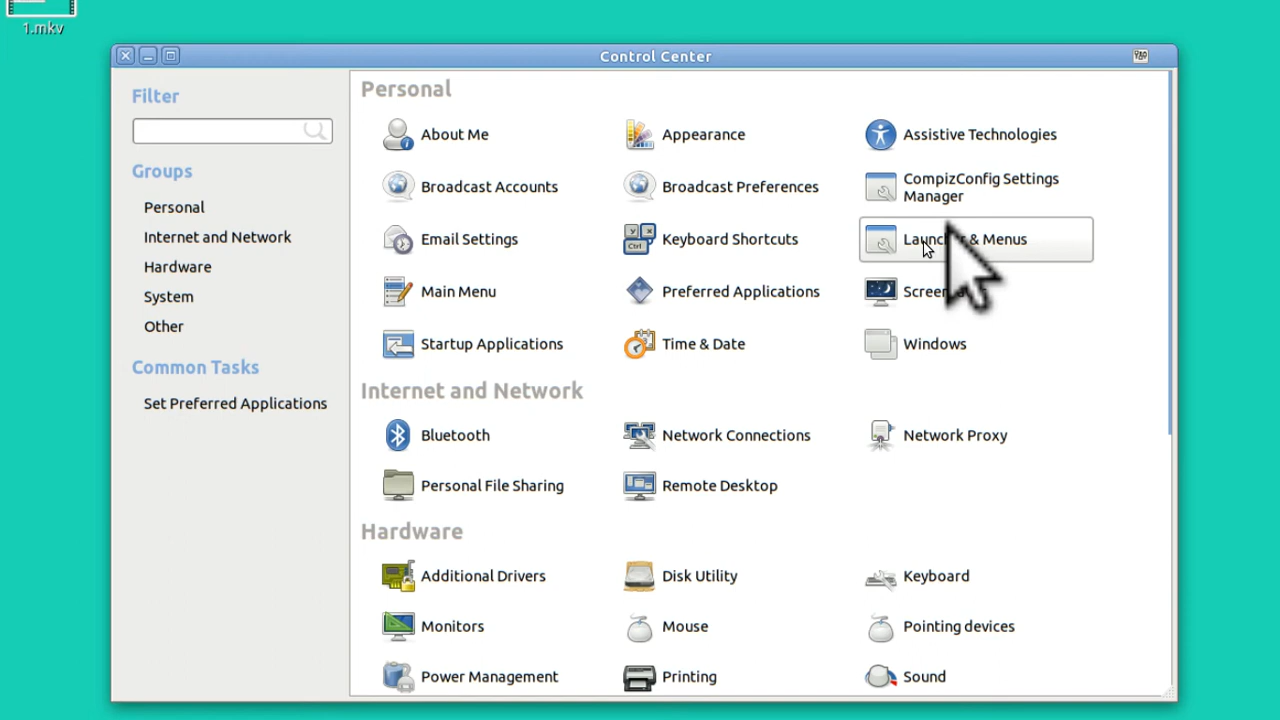 1.mkv
Control Center
Filter
Groups
Personal
Internet and Network
Hardware
System
Other
Common Tasks
Set Preferred Applications
Personal
About Me
Appearance
Assistive Technologies
Broadcast Accounts
Broadcast Preferences
CompizConfig Settings
Manager
Email Settings
Keyboard Shortcuts
& Menus
Main Menu
Preferred Applications
Startup Applications
Time & Date
Windows
Internet and Network
Bluetooth
Network Connections
Network Proxy
Personal File Sharing
Remote Desktop
Hardware
Additional Drivers
Disk Utility
Keyboard
Monitors
Mouse
Pointing devices
Power Management
Printing
Sound